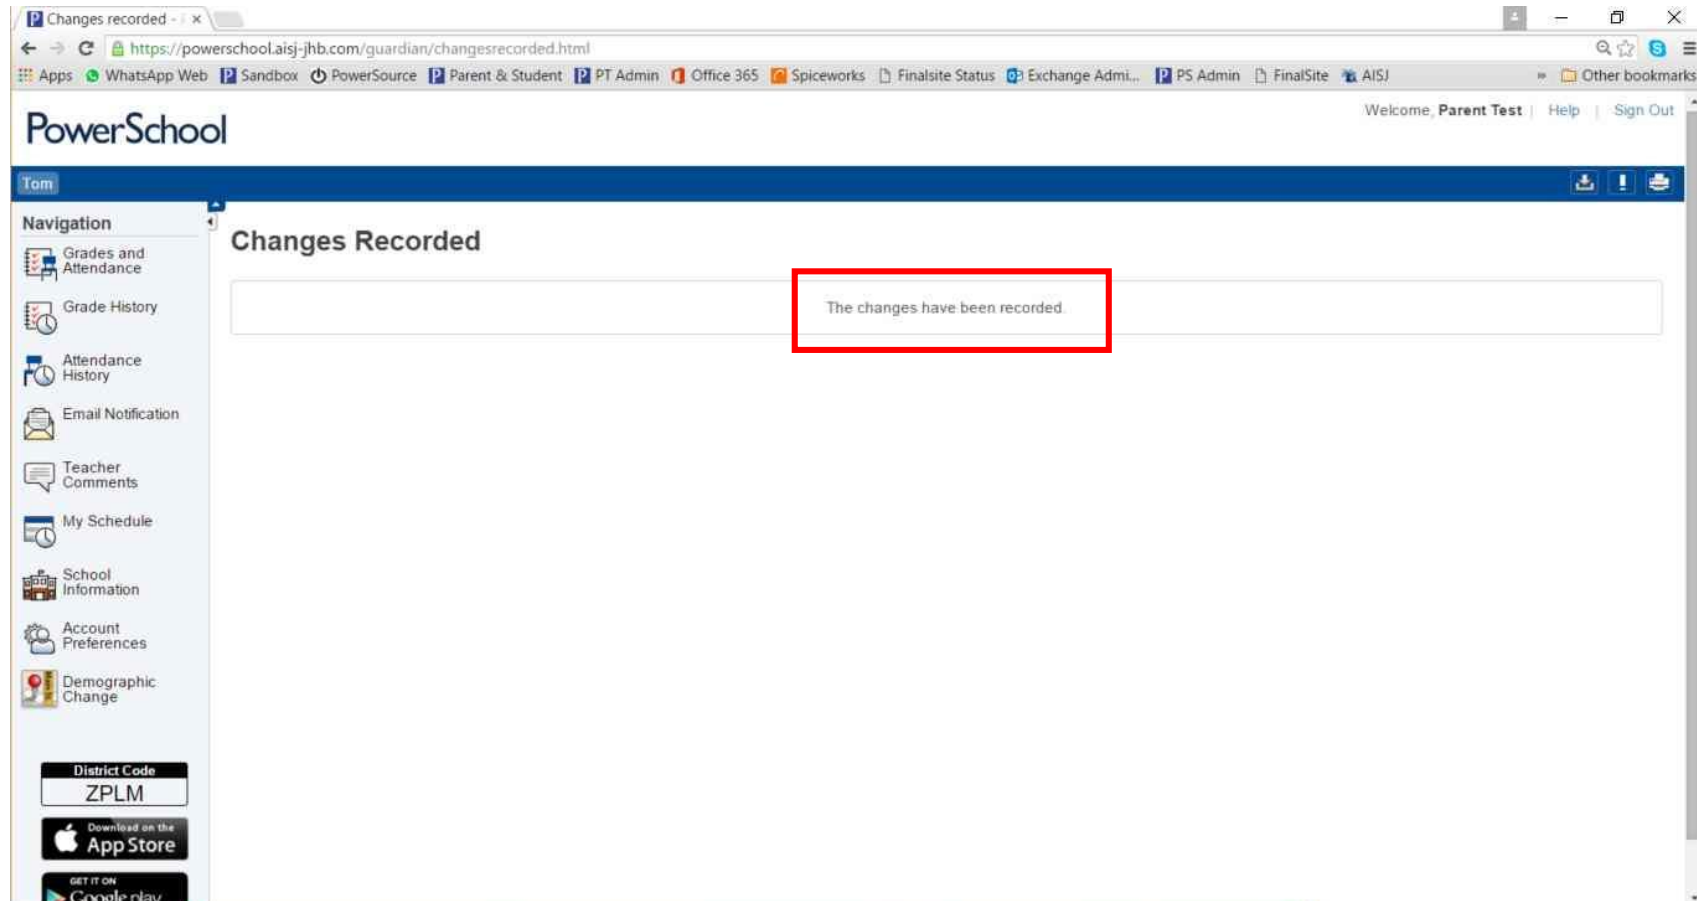 Changes recorded -
https://powerschool.aisj-jhb.com/guardian/changesrecorded.html
Apps WhatsApp Web Sandbox PowerSource Parent & Student PT Admin Office 365 Spiceworks Finalsite Status Exchange Admi... PS Admin FinalSite AISJ » Other bookmarks
Welcome, Parent Test | Help | Sign Out
PowerSchool
Tom
Navigation
Grades and
Attendance
Grade History
Attendance
History
Email Notification
Teacher
Comments
My Schedule
School
Information
Account
Preferences
Demographic
Change
District Code
ZPLM
Download on the
App Store
GET IT ON
Google play
Changes Recorded
The changes have been recorded.